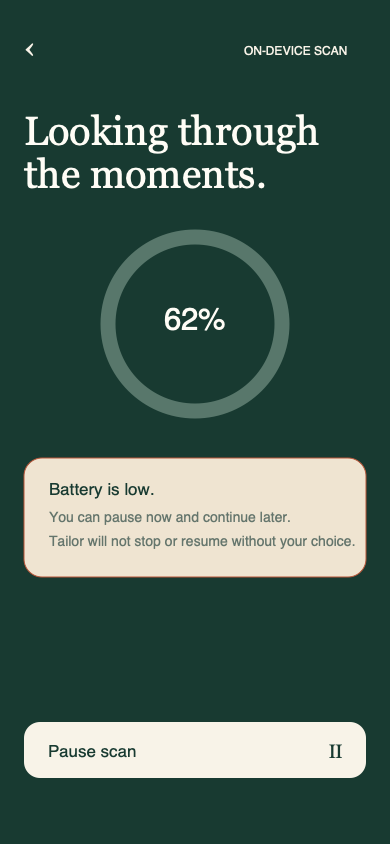 ON-DEVICE SCAN
Looking through
the moments.
62%
Battery is low.
You can pause now and continue later.
Tailor will not stop or resume without your choice.
Pause scan